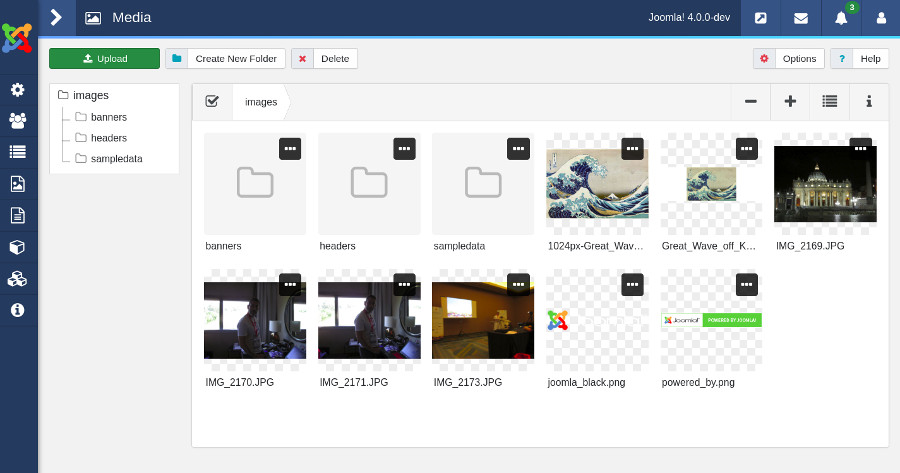 Media
Joomla! 4.0.0-dev
3
Upload
Create New Folder
Delete
Options
? Help
images
banners
headers
sampledata
images
banners
headers
sampledata
1024px-Great_Wav...
Great_Wave_off_K...
IMG_2169.JPG
Joomla!
POWERED BY JOOMLA!
IMG_2170.JPG
IMG_2171.JPG
IMG_2173.JPG
joomla_black.png
powered_by.png